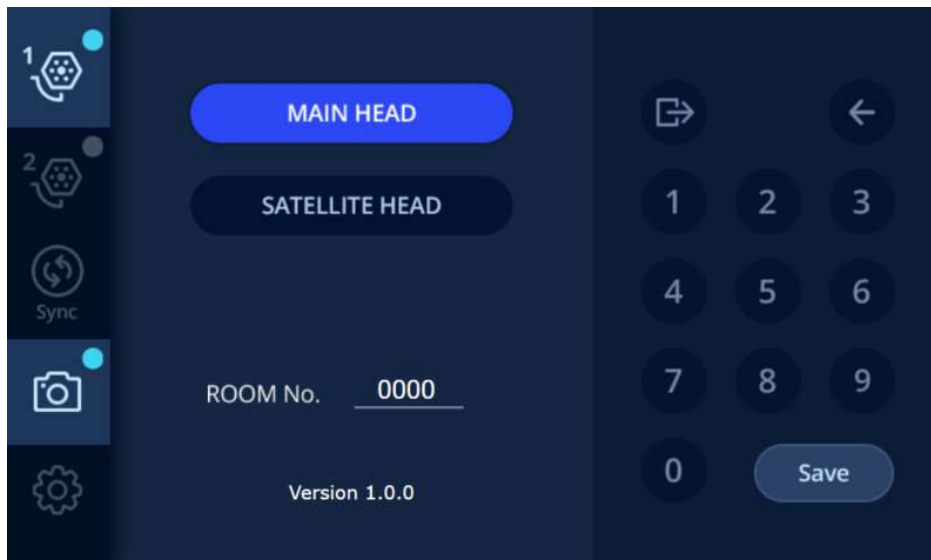 1
2
Sync
MAIN HEAD
SATELLITE HEAD
ROOM No. 0000
Version 1.0.0
1 2 3
4 5 6
7 8 9
0 Save